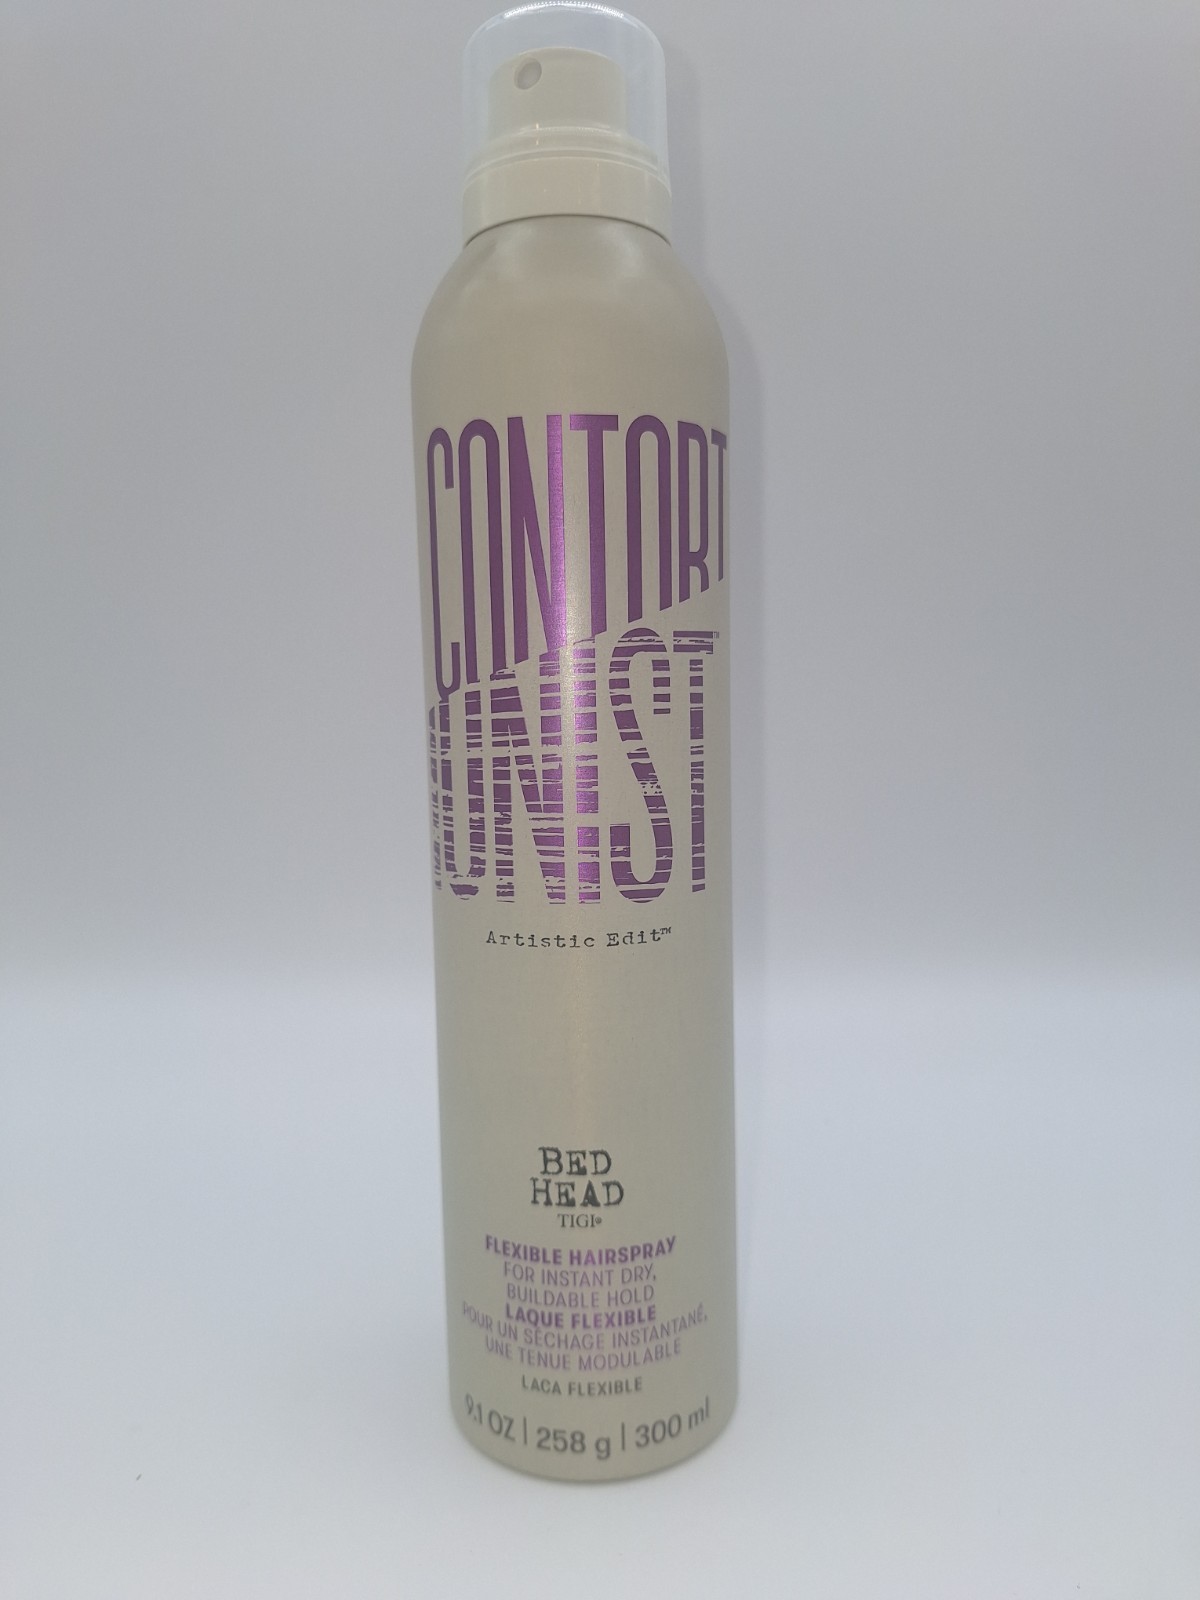 CONTORT
IONIST™
Artistic Edit™
BED
HEAD
TIGI®
FLEXIBLE HAIRSPRAY
FOR INSTANT DRY,
BUILDABLE HOLD
LAQUE FLEXIBLE
POUR UN SÉCHAGE INSTANTANÉ,
UNE TENUE MODULABLE
LACA FLEXIBLE
9.1 OZ | 258 g | 300 ml